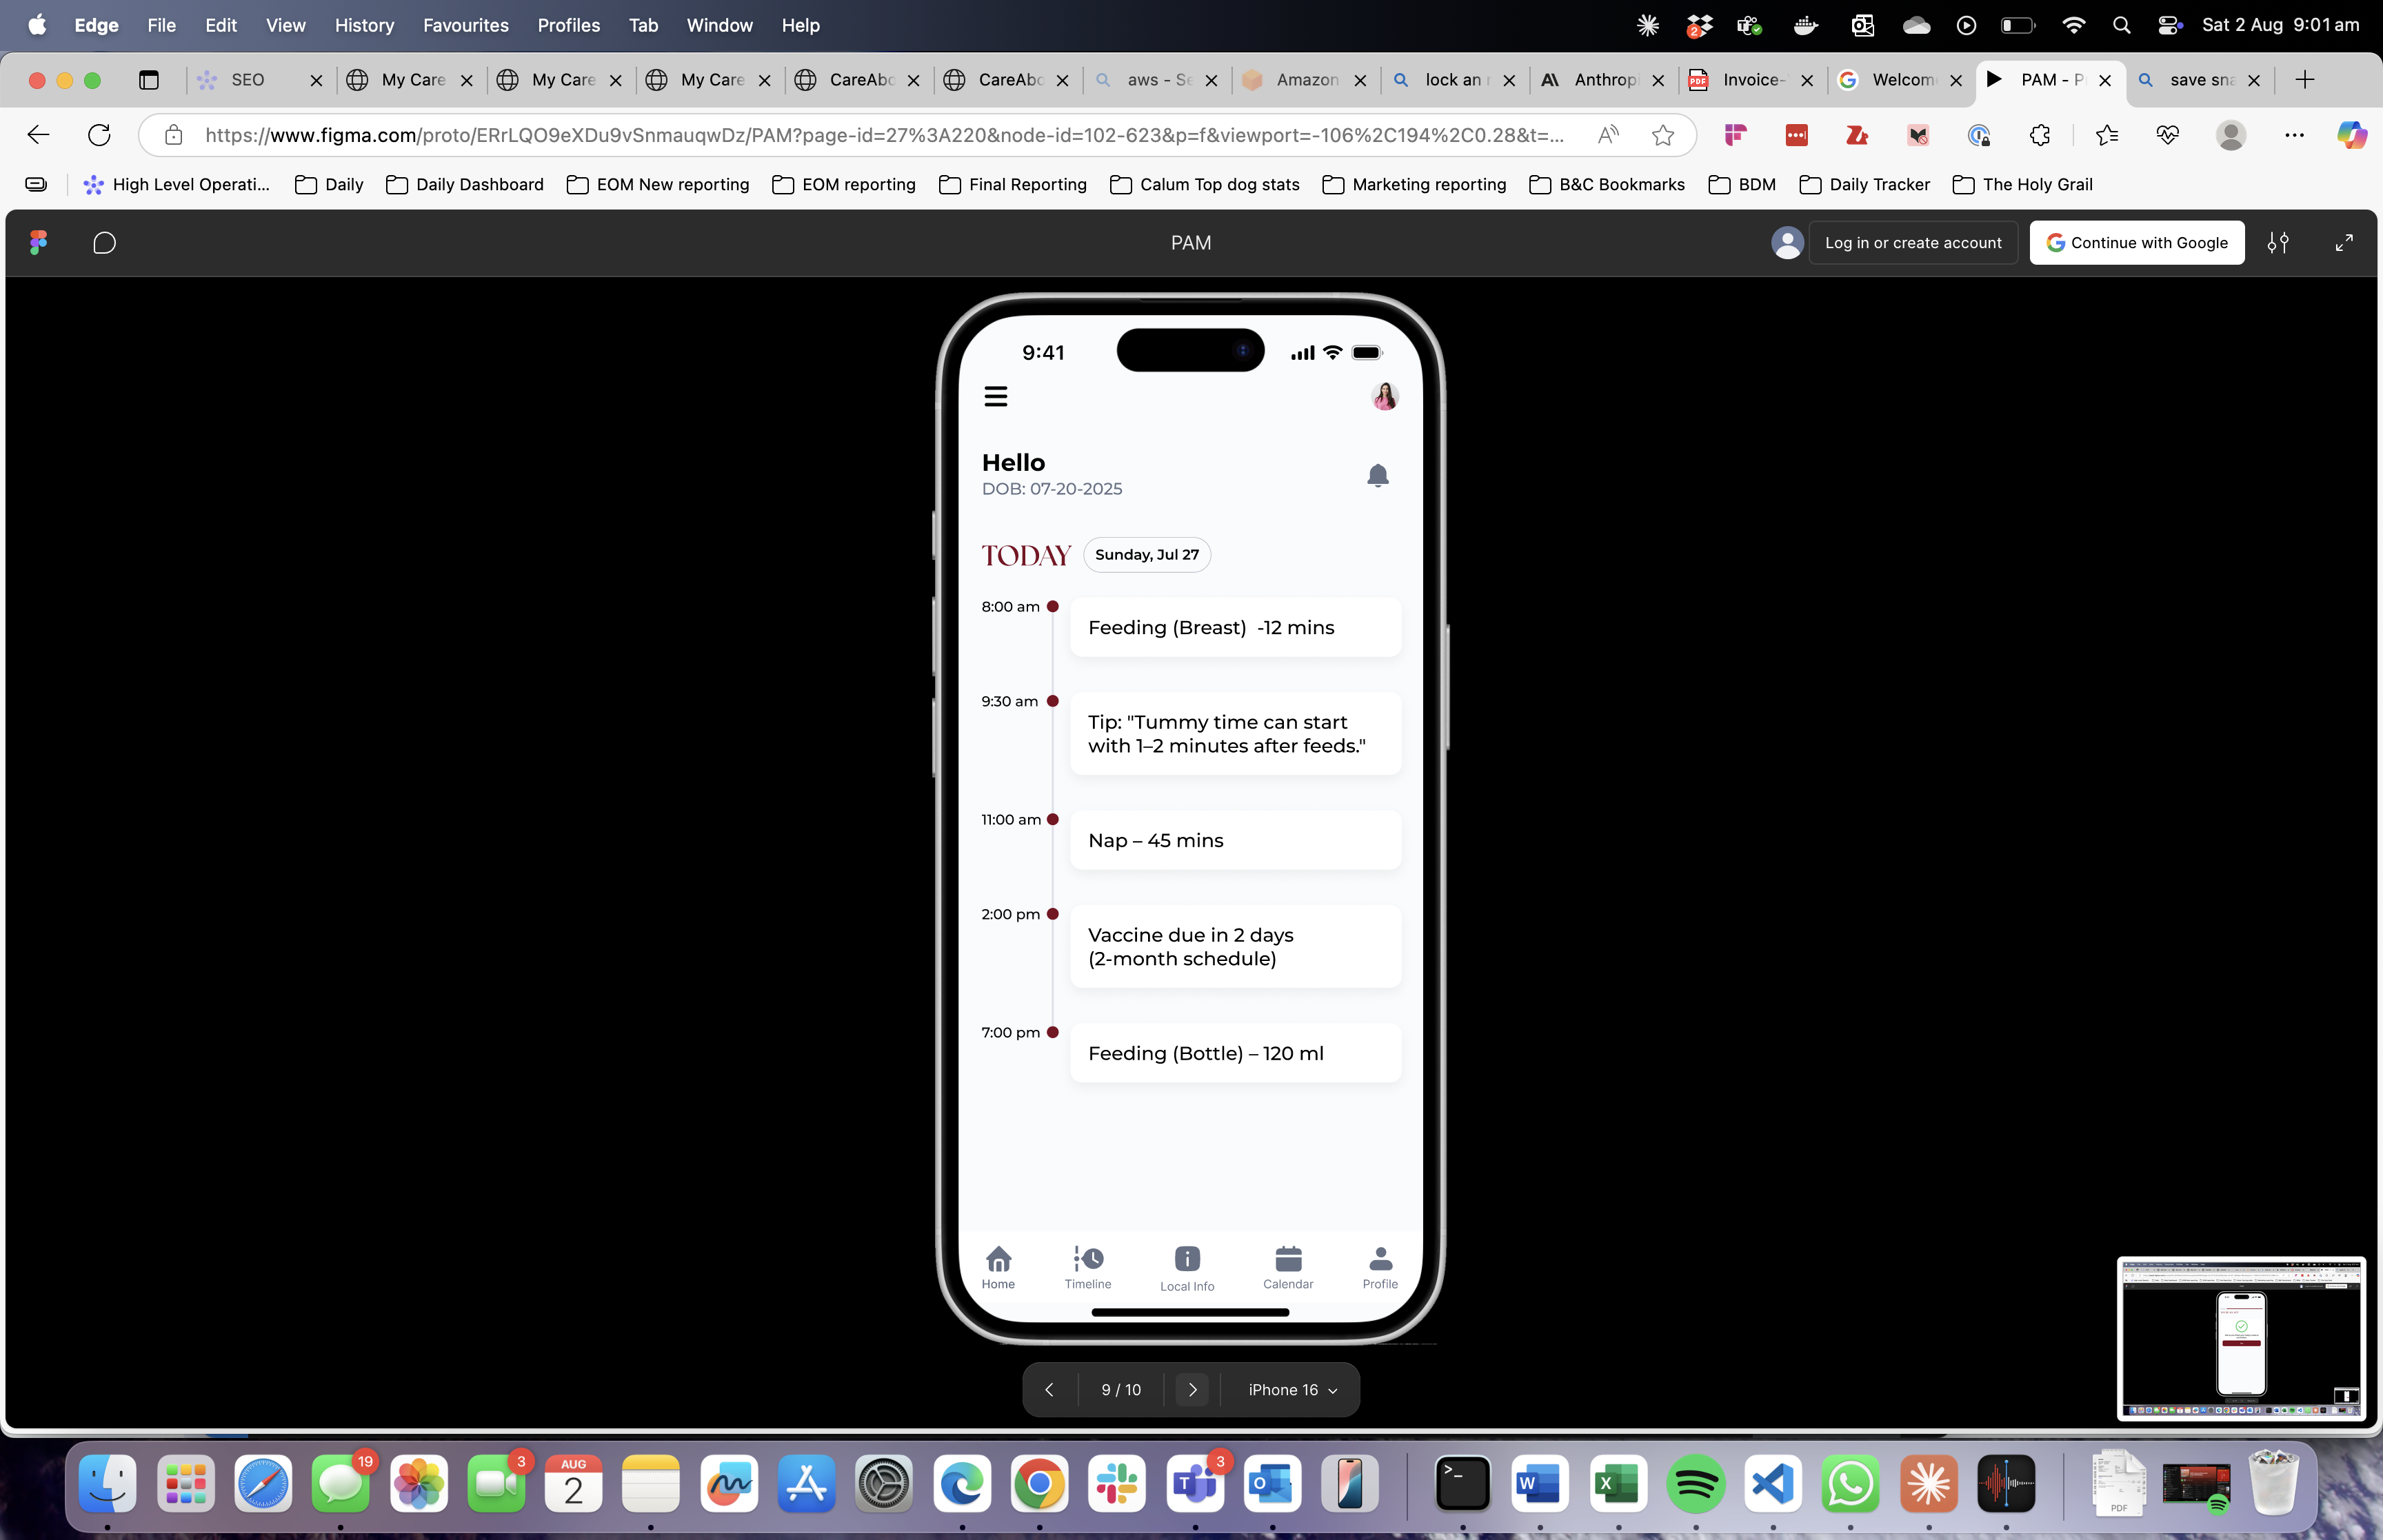 Edge File Edit View History Favourites Profiles Tab Window Help
2
Sat 2 Aug 9:01 am
SEO
My Care
My Care
My Care
CareAbo
CareAbo
aws - Se
Amazon
lock an
Anthrop
Invoice-
Welcom
PAM - P
save sna
https://www.figma.com/proto/ERrLQO9eXDu9vSnmauqwDz/PAM?page-id=27%3A220&node-id=102-623&p=f&viewport=-106%2C194%2C0.28&t=...
High Level Operati... Daily Daily Dashboard EOM New reporting EOM reporting Final Reporting Calum Top dog stats Marketing reporting B&C Bookmarks BDM Daily Tracker The Holy Grail
PAM
Log in or create account
Continue with Google
9:41
Hello
DOB: 07-20-2025
TODAY Sunday, Jul 27
8:00 am
Feeding (Breast) -12 mins
9:30 am
Tip: "Tummy time can start
with 1–2 minutes after feeds."
11:00 am
Nap – 45 mins
2:00 pm
Vaccine due in 2 days
(2-month schedule)
7:00 pm
Feeding (Bottle) – 120 ml
Home Timeline Local Info Calendar Profile
9 / 10
iPhone 16
19
3
AUG
2
3
PDF